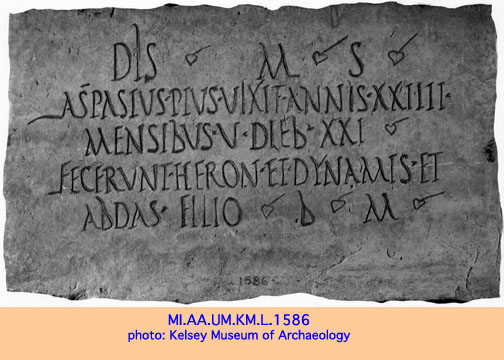 DIS M S
ASPASIVS·PIVS·VIXIT·ANNIS·XXIIII·
MENSIBVS·V·DIEB·XXI
FECERVNT·HERON·ET·DYNAMIS·ET
ABDAS·FILIO B M
1586
MI.AA.UM.KM.L.1586
photo: Kelsey Museum of Archaeology